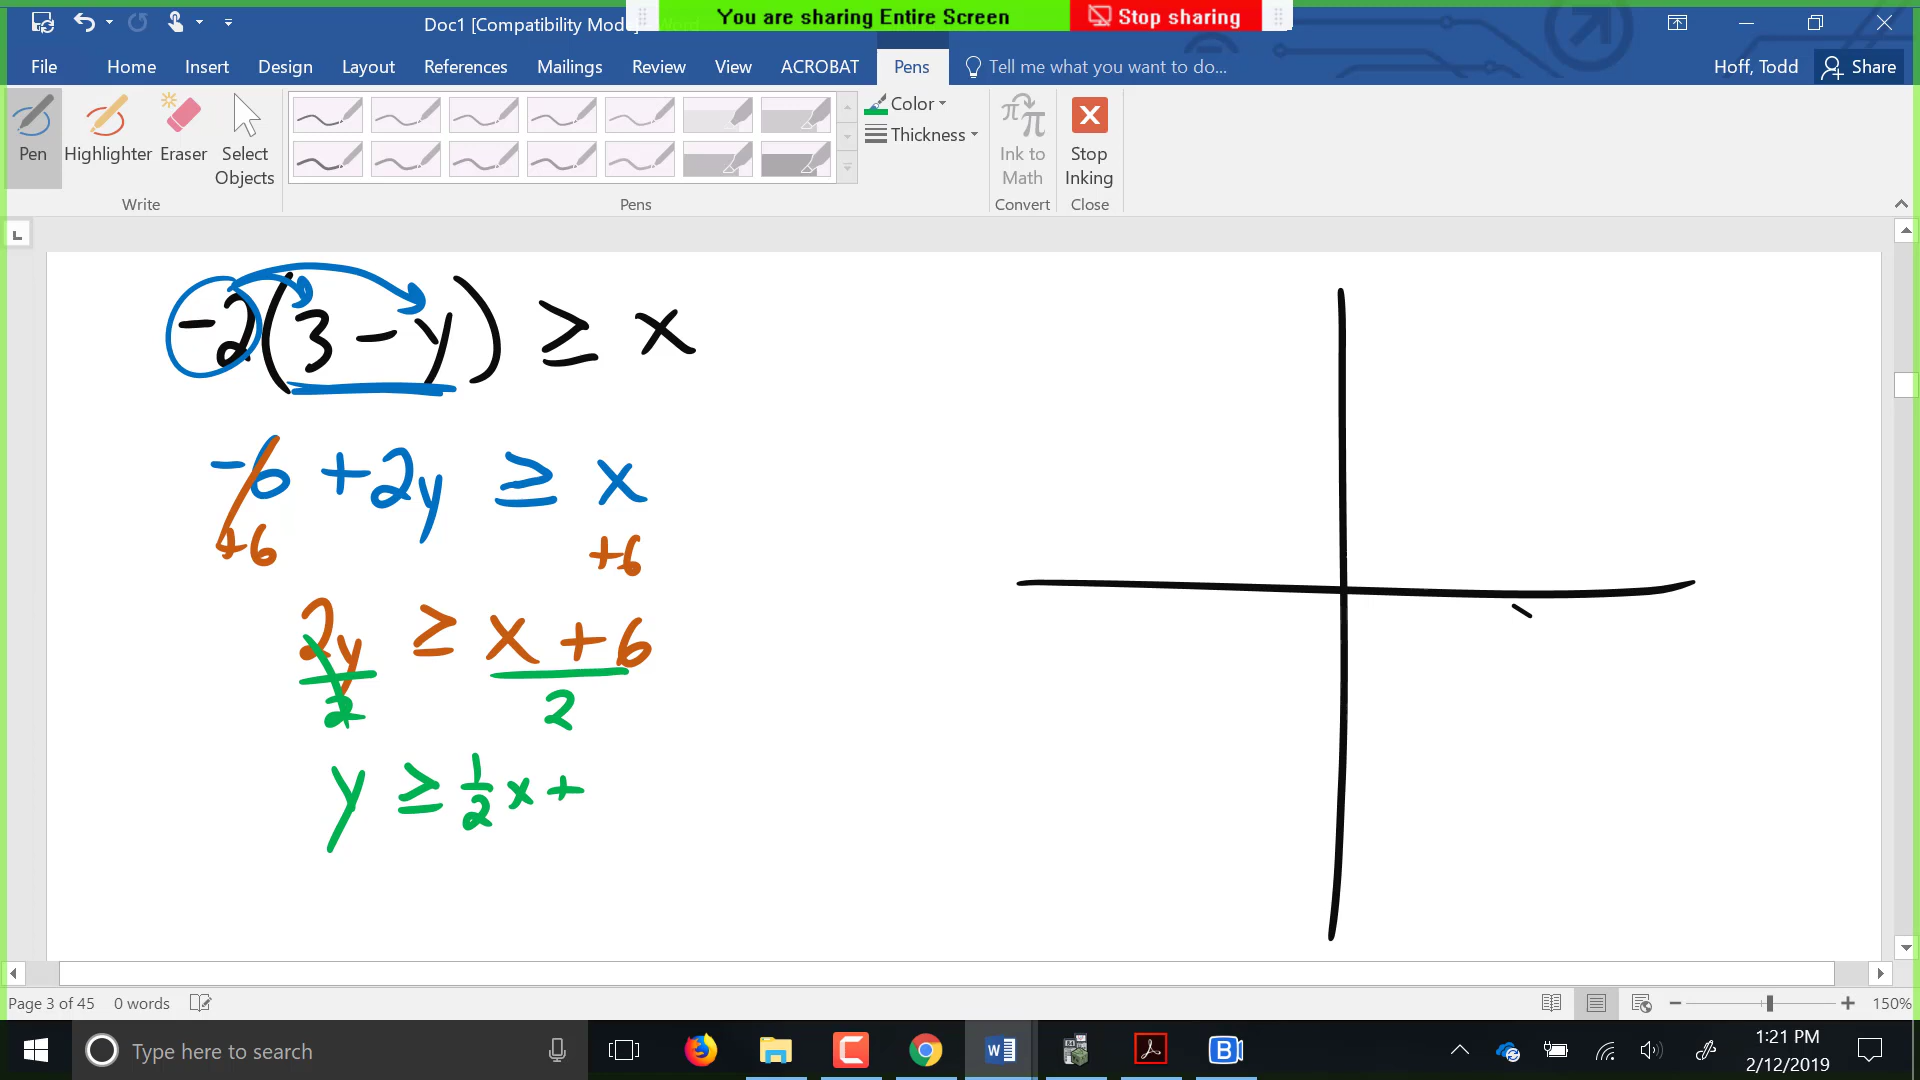 You are sharing Entire Screen Stop sharing
Doc1 [Compatibility Mod
File Home Insert Design Layout References Mailings Review View ACROBAT Pens Tell me what you want to do... Hoff, Todd Share
Pen Highlighter Eraser Select Objects Color Thickness Ink to Math Stop Inking
Write Pens Convert Close
-2(3-y) ≥ x
-6 +2y ≥ x
+6 +6
2y ≥ x + 6
2 2
y ≥ 1/2 x +
Page 3 of 45 0 words 150%
Type here to search
1:21 PM
2/12/2019